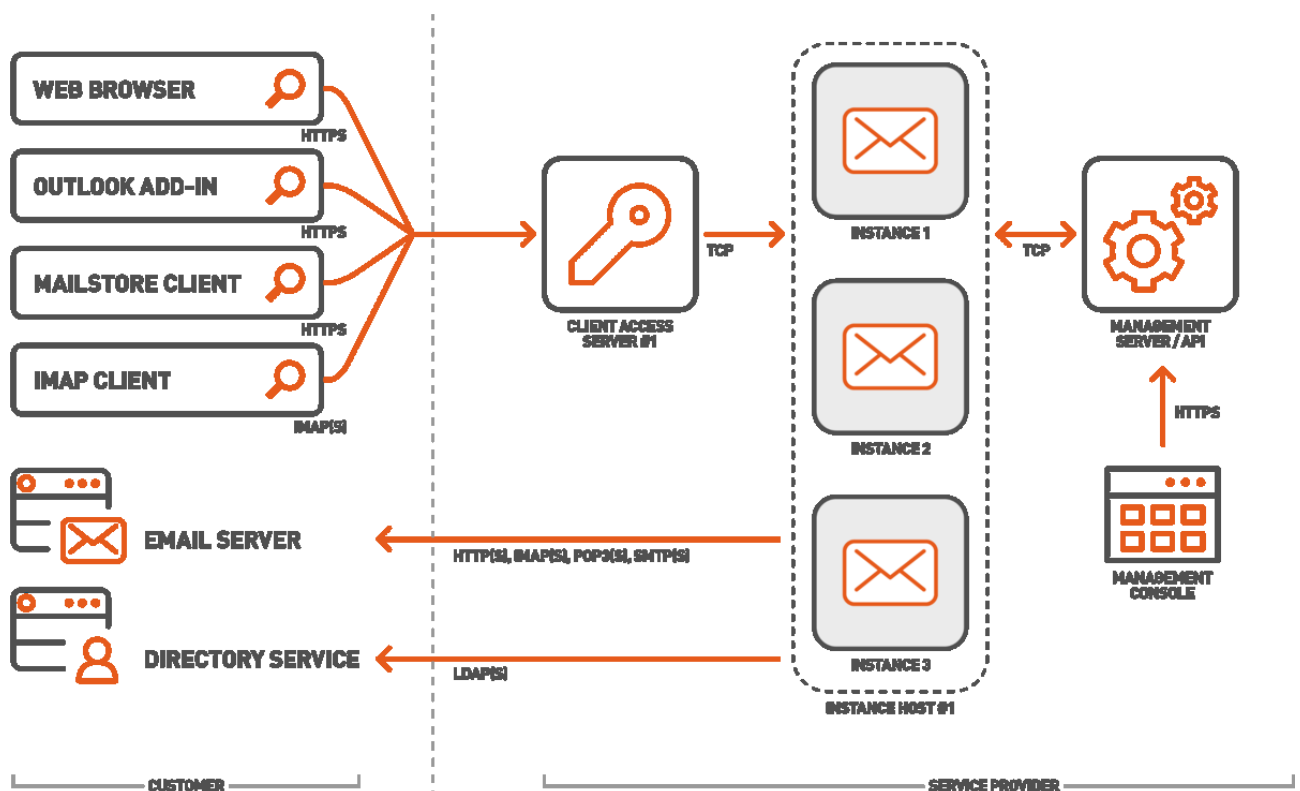 WEB BROWSER
HTTPS
OUTLOOK ADD-IN
HTTPS
MAILSTORE CLIENT
HTTPS
IMAP CLIENT
IMAP(S)
EMAIL SERVER
DIRECTORY SERVICE
CUSTOMER
CLIENT ACCESS
SERVER #1
TCP
HTTP(S), IMAP(S), POP3(S), SMTP(S)
LDAP(S)
INSTANCE 1
INSTANCE 2
INSTANCE 3
INSTANCE HOST #1
TCP
MANAGEMENT
SERVER / API
HTTPS
MANAGEMENT
CONSOLE
SERVICE PROVIDER